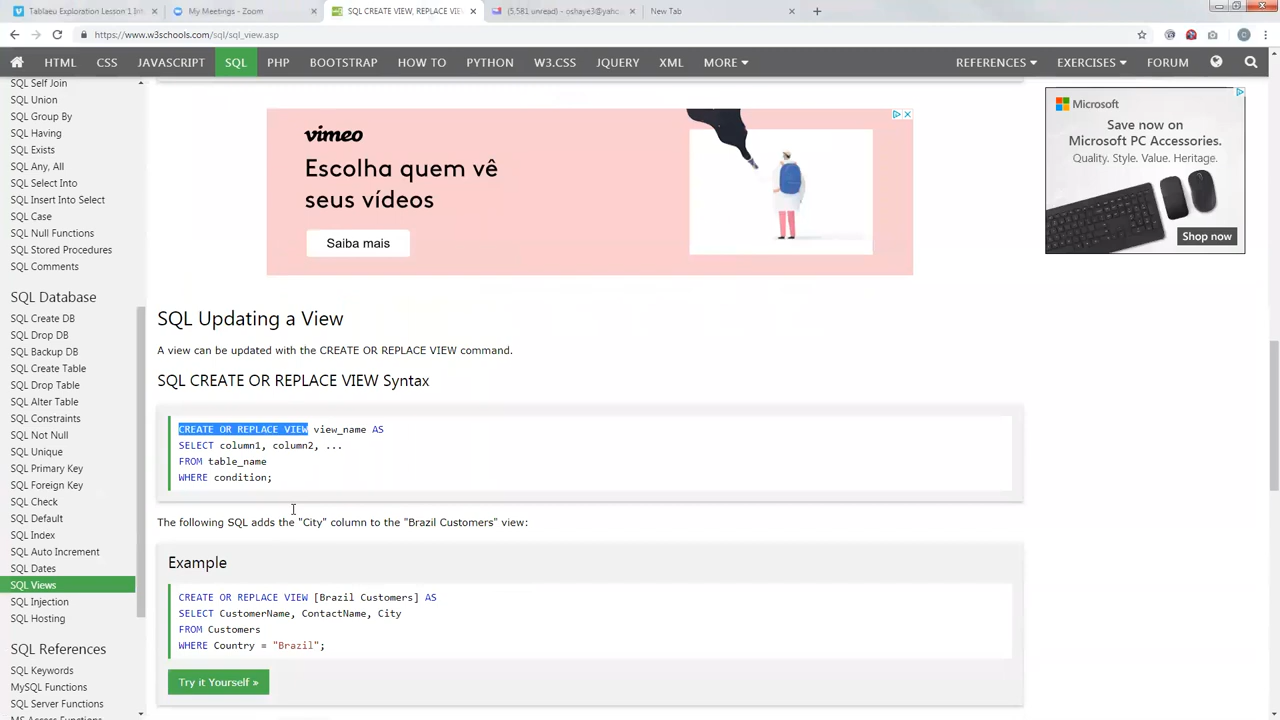 Tablaeu Exploration Lesson 1 Int
My Meetings - Zoom
SQL CREATE VIEW, REPLACE VIE
(5.581 unread) - oshaye3@yaho
New Tab
https://www.w3schools.com/sql/sql_view.asp
HTML
CSS
JAVASCRIPT
SQL
PHP
BOOTSTRAP
HOW TO
PYTHON
W3.CSS
JQUERY
XML
MORE
REFERENCES
EXERCISES
FORUM
SQL Self Join
SQL Union
SQL Group By
SQL Having
SQL Exists
SQL Any, All
SQL Select Into
SQL Insert Into Select
SQL Case
SQL Null Functions
SQL Stored Procedures
SQL Comments
SQL Database
SQL Create DB
SQL Drop DB
SQL Backup DB
SQL Create Table
SQL Drop Table
SQL Alter Table
SQL Constraints
SQL Not Null
SQL Unique
SQL Primary Key
SQL Foreign Key
SQL Check
SQL Default
SQL Index
SQL Auto Increment
SQL Dates
SQL Views
SQL Injection
SQL Hosting
SQL References
SQL Keywords
MySQL Functions
SQL Server Functions
MS Access Functions
vimeo
Escolha quem vê
seus vídeos
Saiba mais
Microsoft
Save now on
Microsoft PC Accessories.
Quality. Style. Value. Heritage.
Shop now
SQL Updating a View
A view can be updated with the CREATE OR REPLACE VIEW command.
SQL CREATE OR REPLACE VIEW Syntax
CREATE OR REPLACE VIEW view_name AS
SELECT column1, column2, ...
FROM table_name
WHERE condition;
The following SQL adds the "City" column to the "Brazil Customers" view:
Example
CREATE OR REPLACE VIEW [Brazil Customers] AS
SELECT CustomerName, ContactName, City
FROM Customers
WHERE Country = "Brazil";
Try it Yourself »